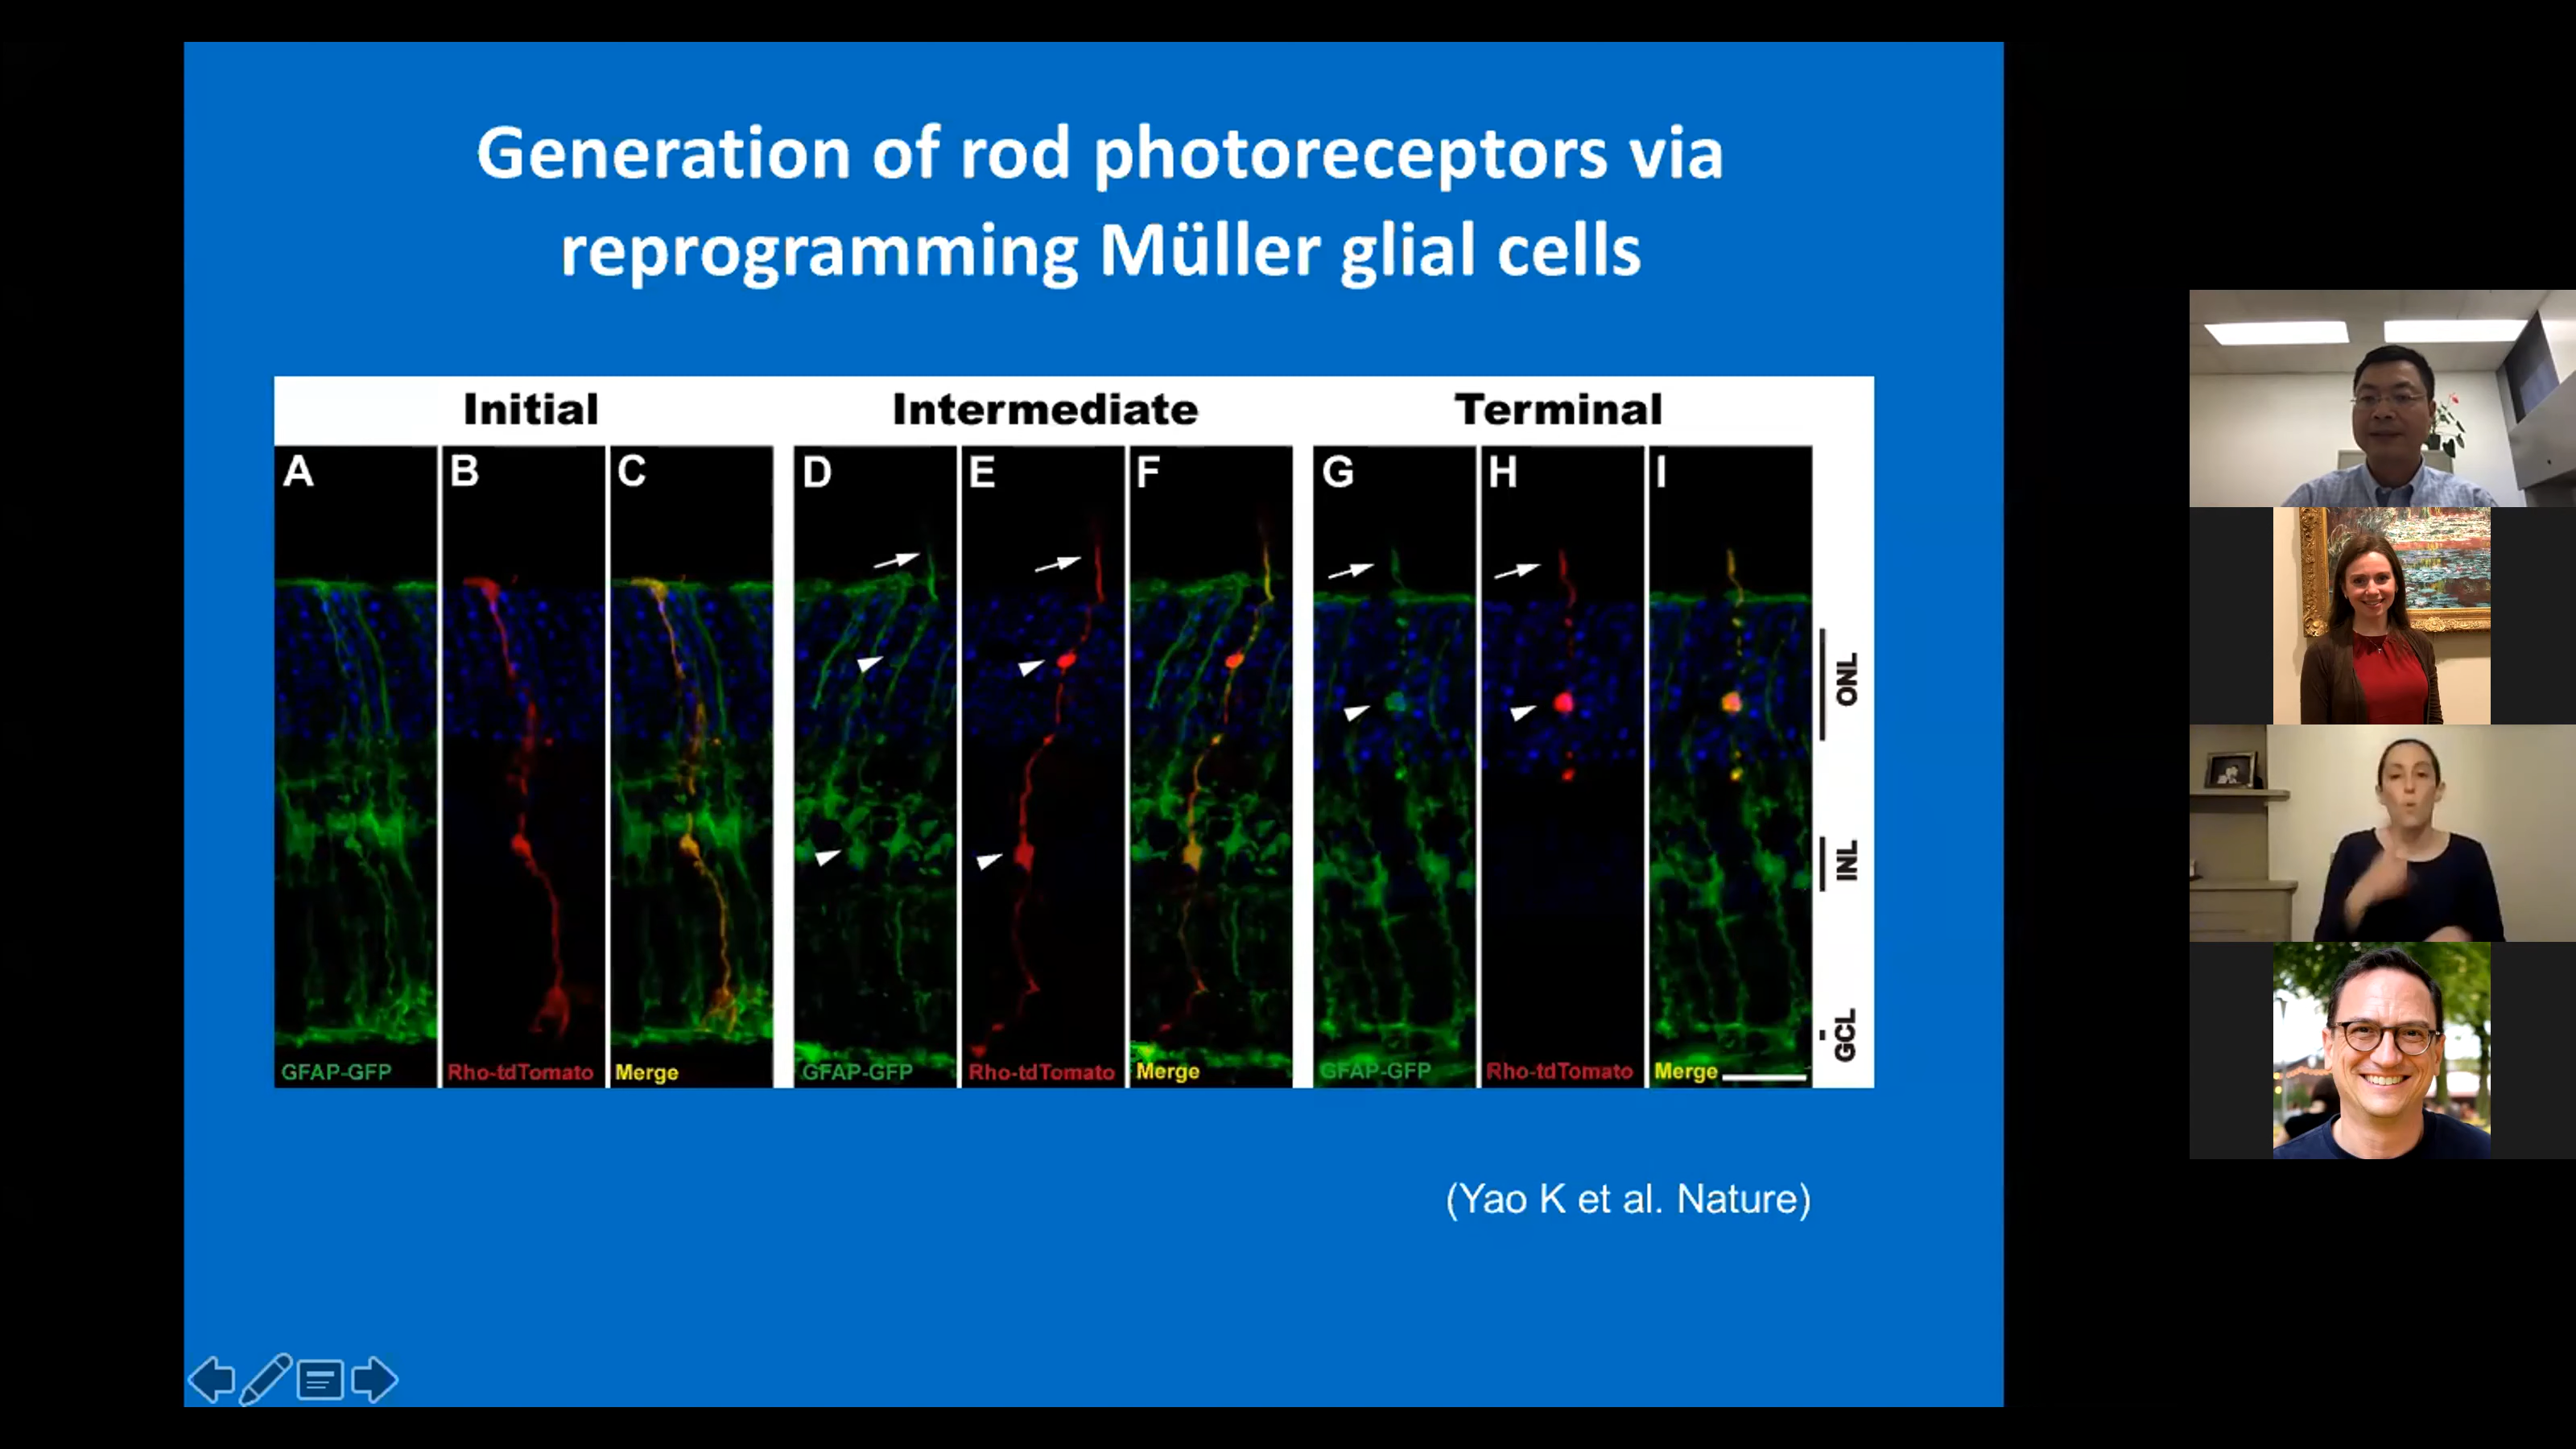 Generation of rod photoreceptors via
reprogramming Müller glial cells
Initial
Intermediate
Terminal
A
B
C
D
E
F
G
H
I
GFAP-GFP
Rho-tdTomato
Merge
GFAP-GFP
Rho-tdTomato
Merge
GFAP-GFP
Rho-tdTomato
Merge
ONL
INL
GCL
(Yao K et al. Nature)